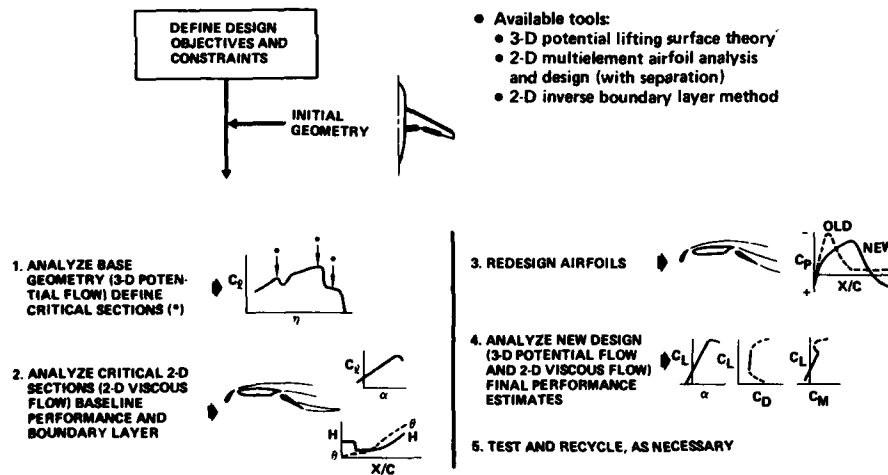 DEFINE DESIGN
OBJECTIVES AND
CONSTRAINTS
INITIAL
GEOMETRY
• Available tools:
• 3-D potential lifting surface theory
• 2-D multielement airfoil analysis
and design (with separation)
• 2-D inverse boundary layer method
1. ANALYZE BASE
GEOMETRY (3-D POTEN-
TIAL FLOW) DEFINE
CRITICAL SECTIONS (*)
Cℓ
* * *
η
2. ANALYZE CRITICAL 2-D
SECTIONS (2-D VISCOUS
FLOW) BASELINE
PERFORMANCE AND
BOUNDARY LAYER
Cℓ
α
H
θ
θ
H
X/C
3. REDESIGN AIRFOILS
−
OLD
NEW
CP
+
X/C
4. ANALYZE NEW DESIGN
(3-D POTENTIAL FLOW
AND 2-D VISCOUS FLOW)
FINAL PERFORMANCE
ESTIMATES
CL
CL
CL
α
CD
CM
5. TEST AND RECYCLE, AS NECESSARY